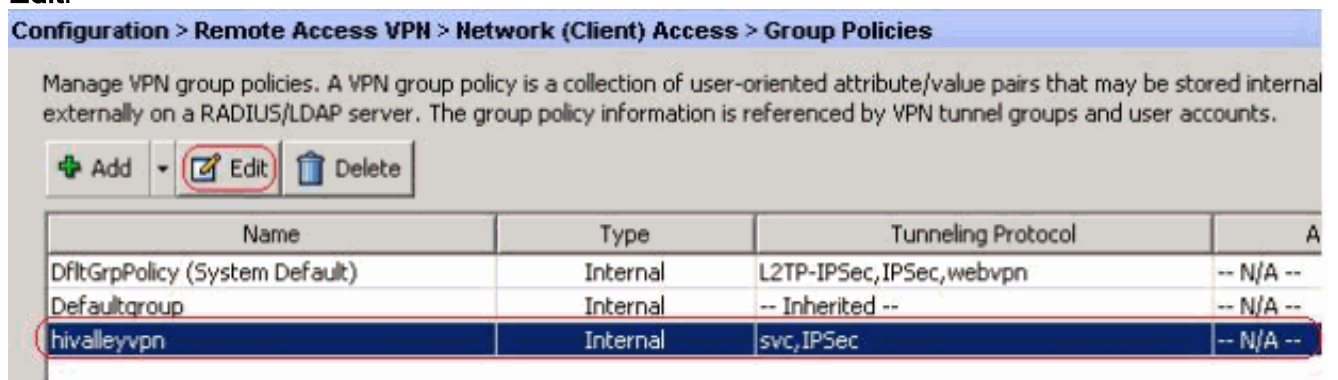 Edit.
Configuration > Remote Access VPN > Network (Client) Access > Group Policies
Manage VPN group policies. A VPN group policy is a collection of user-oriented attribute/value pairs that may be stored internal
externally on a RADIUS/LDAP server. The group policy information is referenced by VPN tunnel groups and user accounts.
Add Edit Delete
Name Type Tunneling Protocol A
DfltGrpPolicy (System Default) Internal L2TP-IPSec,IPSec,webvpn -- N/A --
Defaultgroup Internal -- Inherited -- -- N/A --
hivalleyvpn Internal svc,IPSec -- N/A --